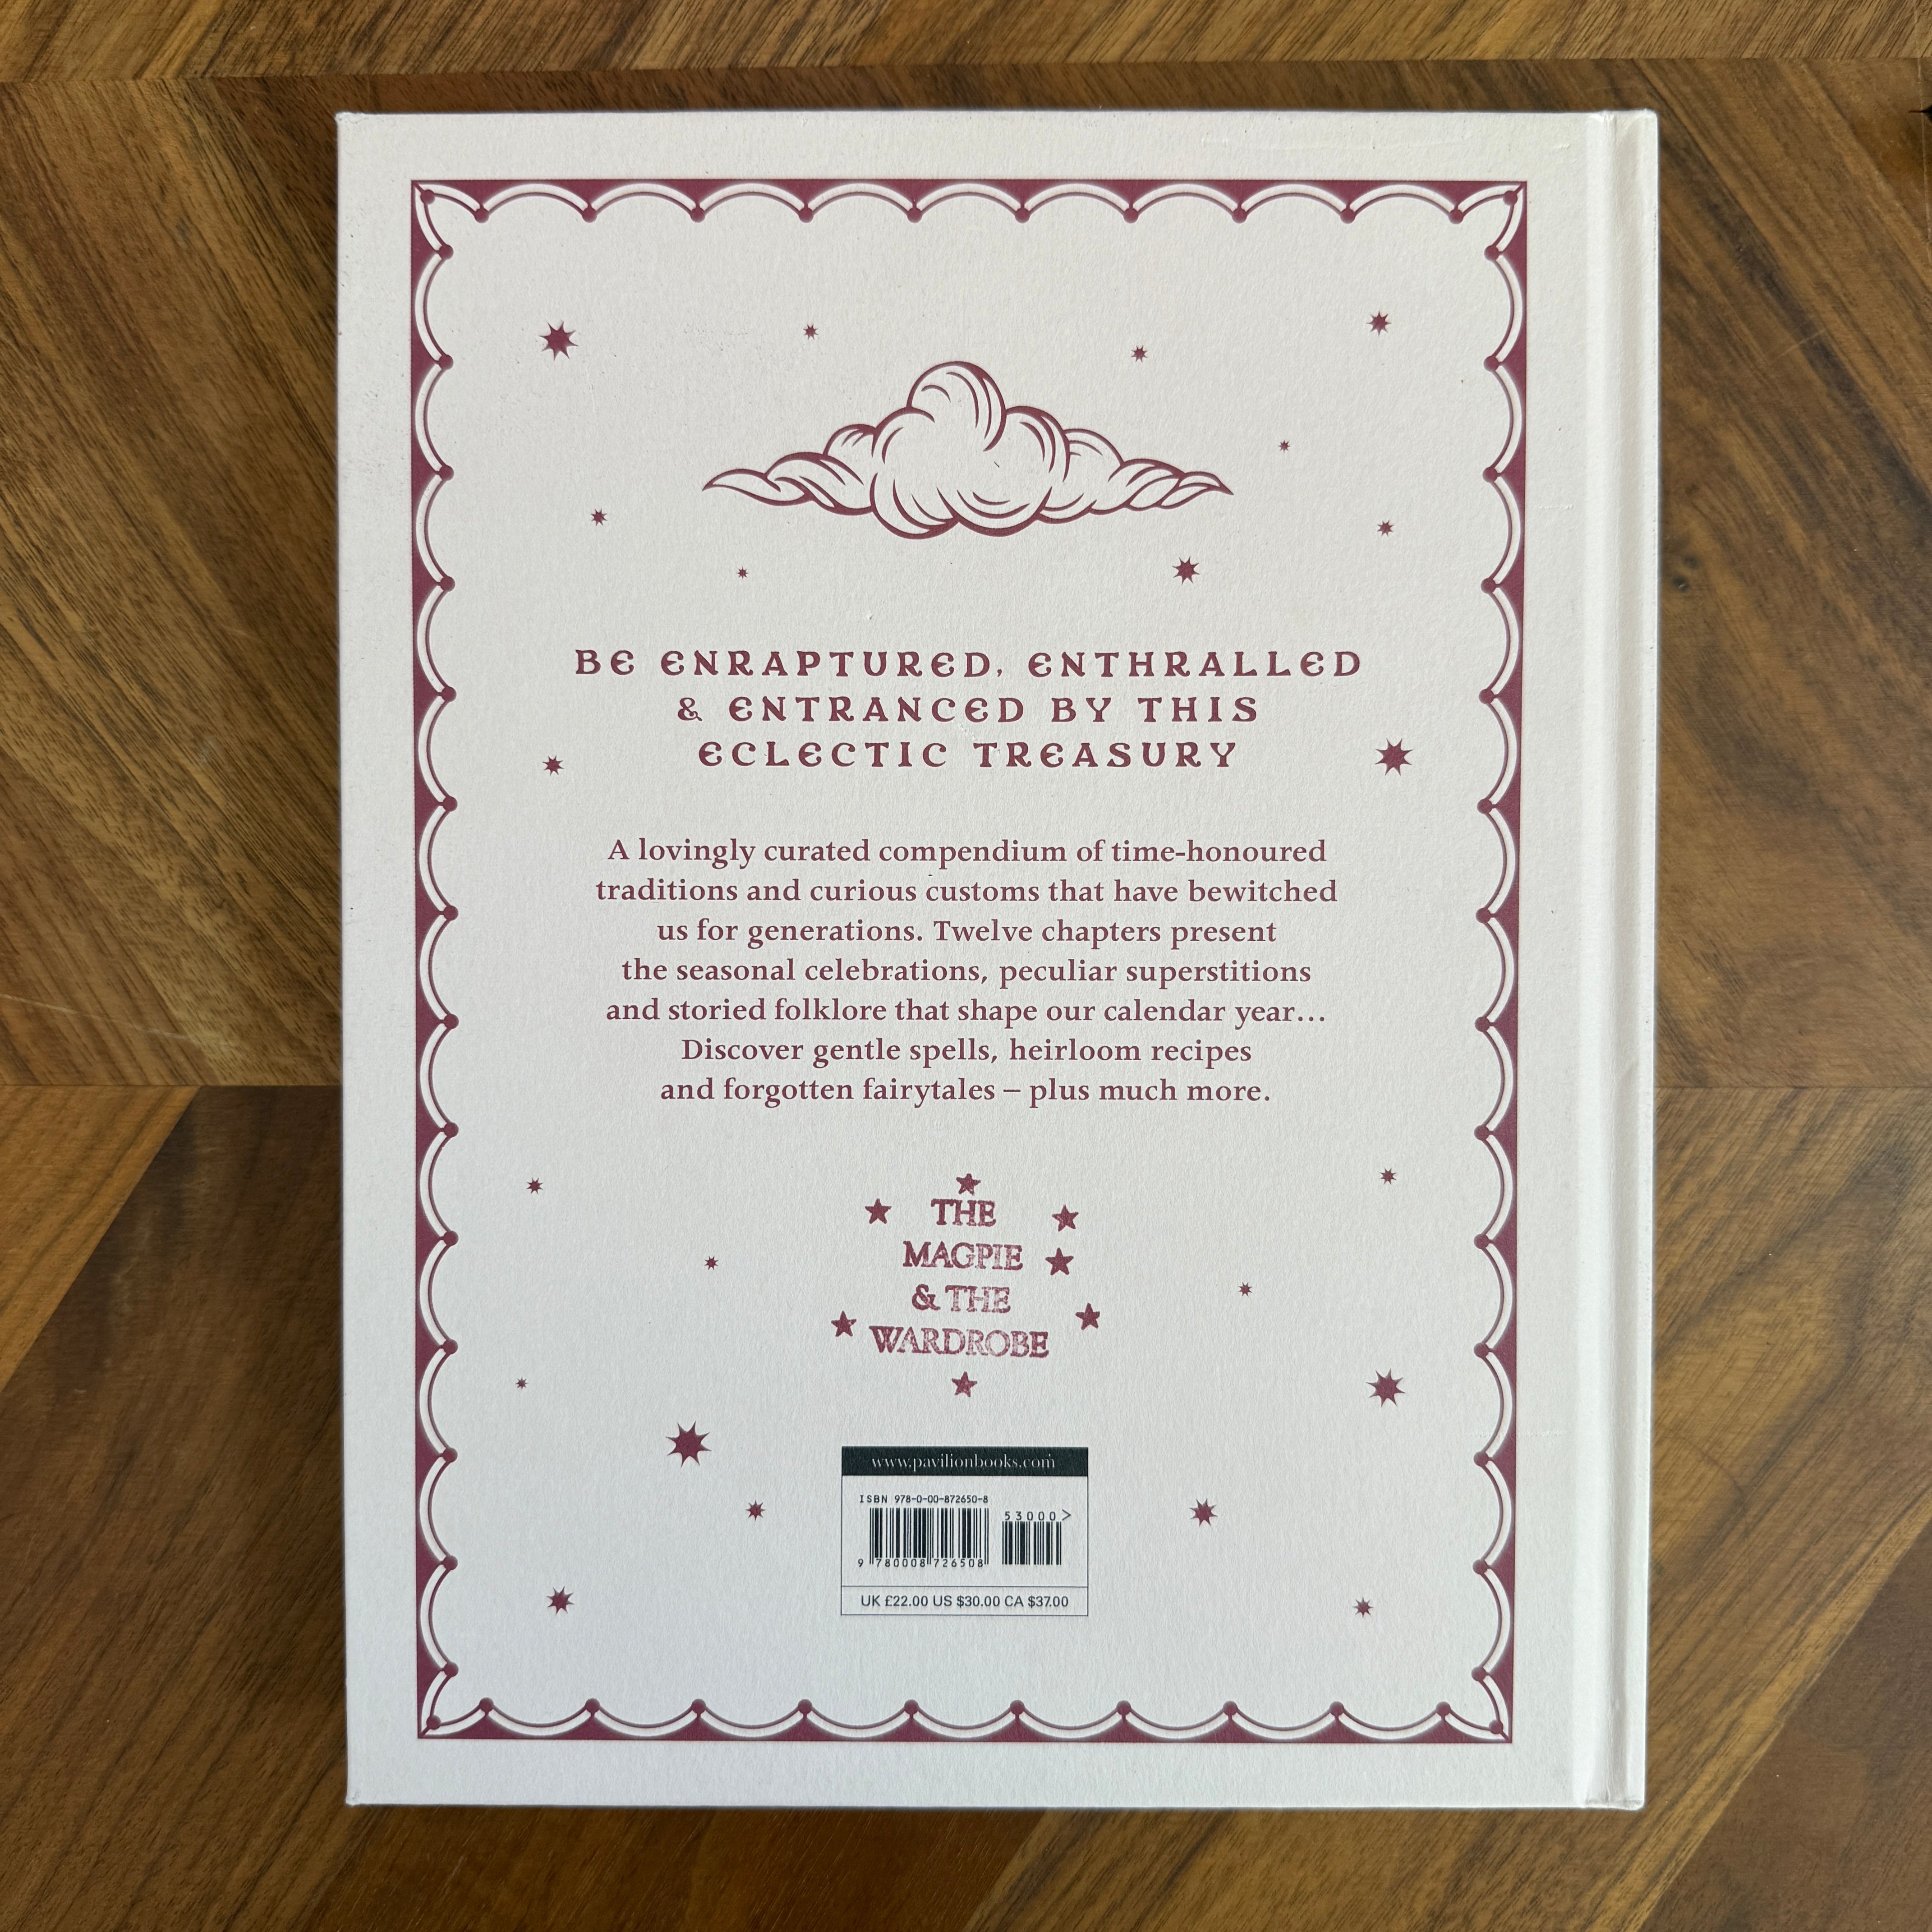 BE ENRAPTURED, ENTHRALLED
& ENTRANCED BY THIS
ECLECTIC TREASURY
A lovingly curated compendium of time-honoured
traditions and curious customs that have bewitched
us for generations. Twelve chapters present
the seasonal celebrations, peculiar superstitions
and storied folklore that shape our calendar year...
Discover gentle spells, heirloom recipes
and forgotten fairytales – plus much more.
THE
MAGPIE
& THE
WARDROBE
www.pavilionbooks.com
ISBN 978-0-00-872650-8
53000>
9 780008 726508
UK £22.00 US $30.00 CA $37.00